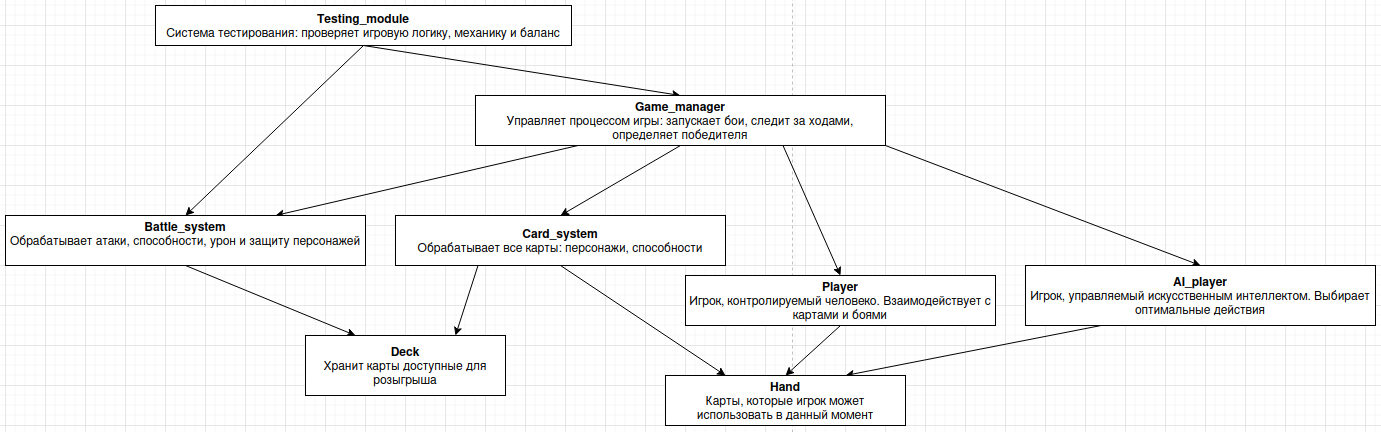 Testing_module
Система тестирования: проверяет игровую логику, механику и баланс
Game_manager
Управляет процессом игры: запускает бои, следит за ходами,
определяет победителя
Battle_system
Обрабатывает атаки, способности, урон и защиту персонажей
Card_system
Обрабатывает все карты: персонажи, способности
Player
Игрок, контролируемый человеко. Взаимодействует с
картами и боями
AI_player
Игрок, управляемый искусственным интеллектом. Выбирает
оптимальные действия
Deck
Хранит карты доступные для
розыгрыша
Hand
Карты, которые игрок может
использовать в данный момент